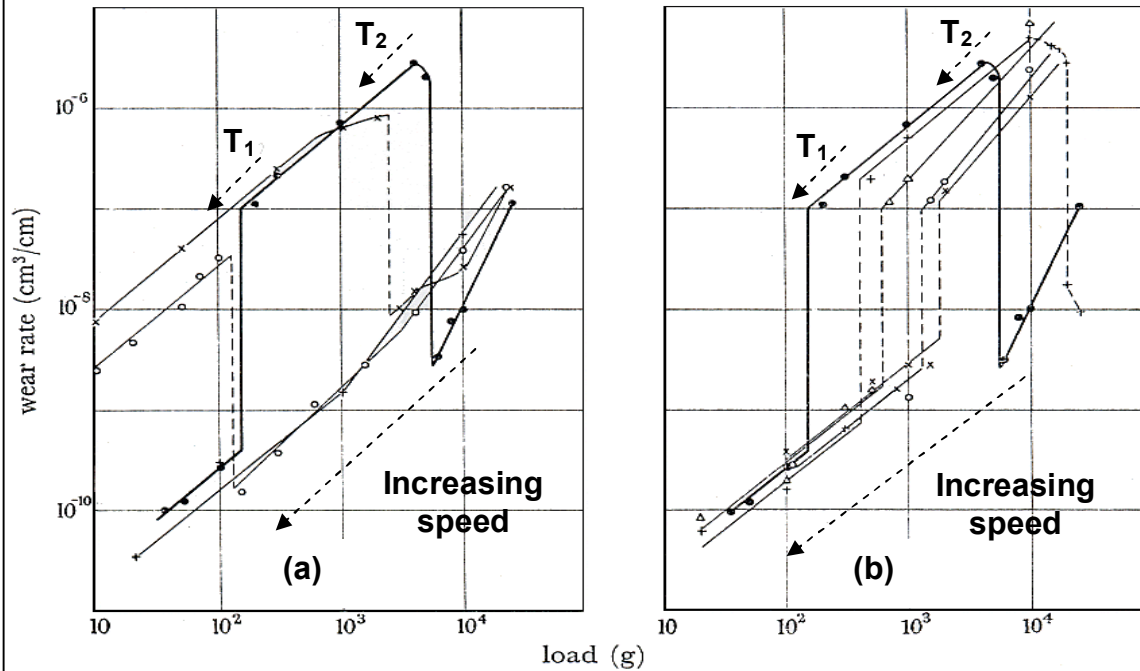 T₂
T₁
10⁻⁶
10⁻⁸
10⁻¹⁰
wear rate (cm³/cm)
Increasing
speed
(a)
10
10²
10³
10⁴
T₂
T₁
Increasing
speed
(b)
10
10²
10³
10⁴
load (g)